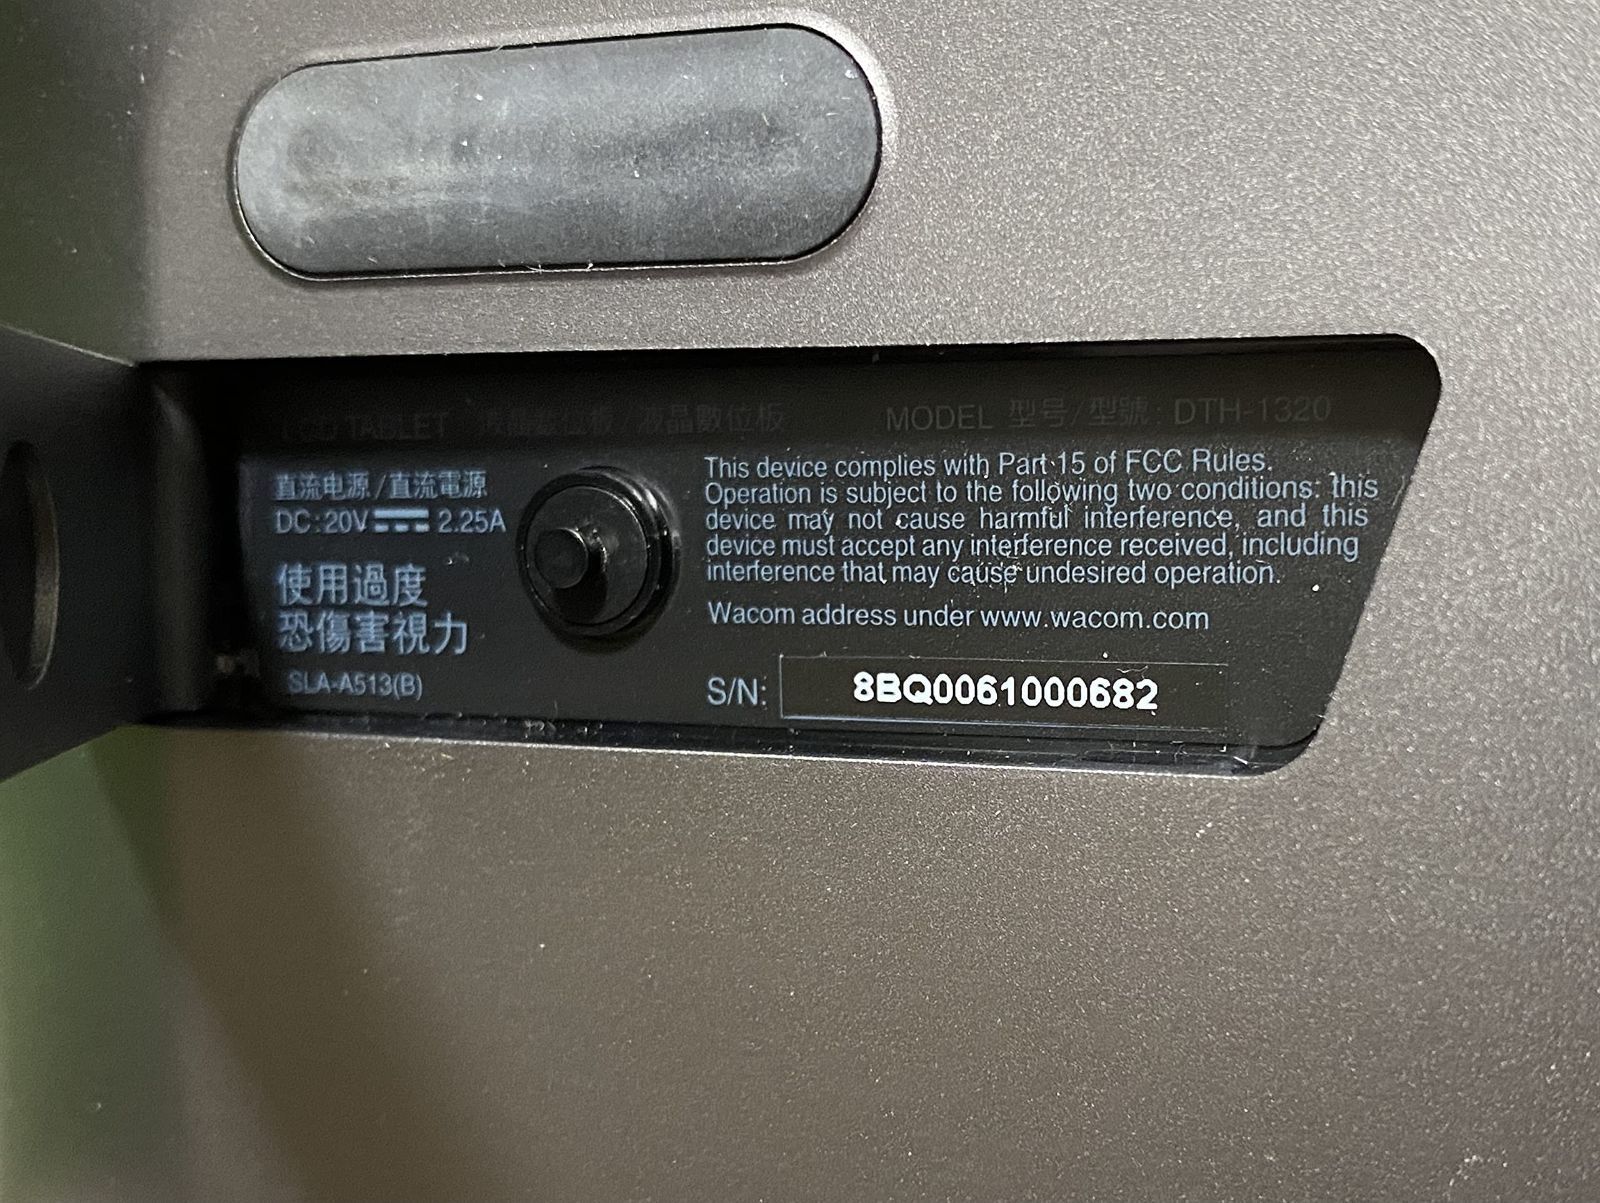 LCD TABLET 液晶数位板/液晶數位板 MODEL 型号/型號: DTH-1320
直流电源/直流電源
DC:20V 2.25A
使用過度
恐傷害視力
SLA-A513(B)
This device complies with Part 15 of FCC Rules.
Operation is subject to the following two conditions: this
device may not cause harmful interference, and this
device must accept any interference received, including
interference that may cause undesired operation.
Wacom address under www.wacom.com
S/N: 8BQ0061000682